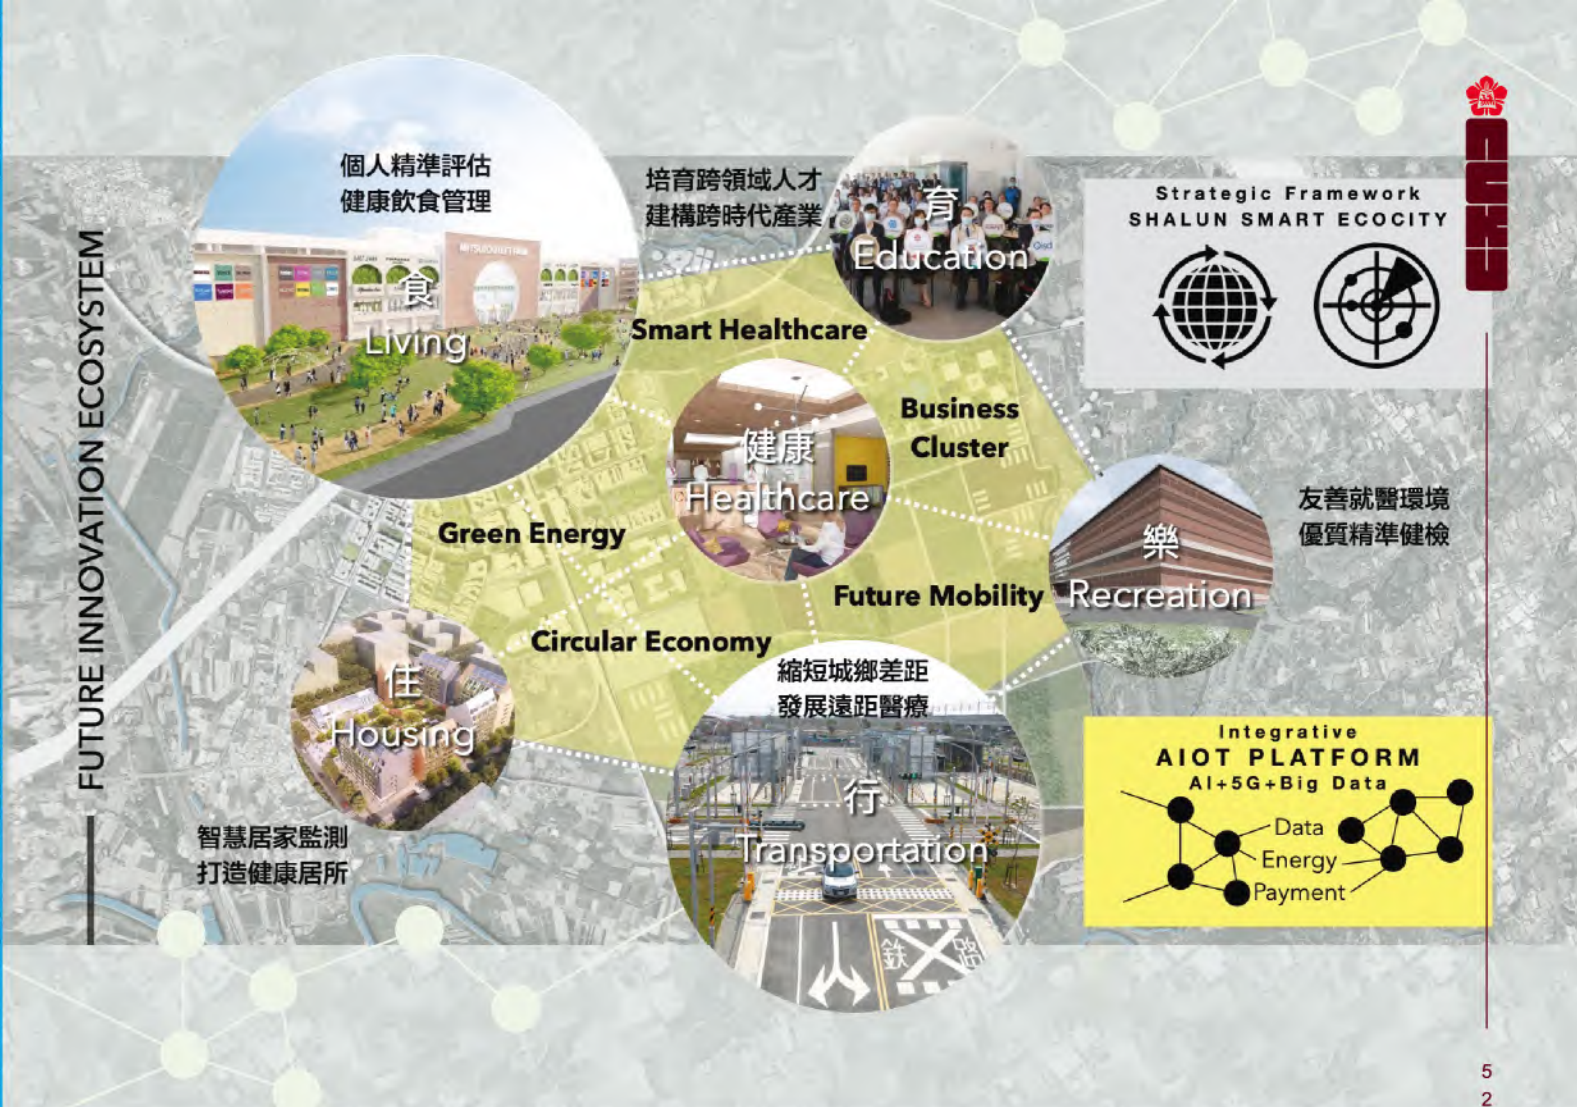 FUTURE INNOVATION ECOSYSTEM
個人精準評估
健康飲食管理
食
Living
培育跨領域人才
建構跨時代產業
育
Education
Strategic Framework
SHALUN SMART ECOCITY
NCKU
Smart Healthcare
健康
Healthcare
Business
Cluster
Green Energy
友善就醫環境
優質精準健檢
樂
Recreation
Future Mobility
Circular Economy
住
Housing
智慧居家監測
打造健康居所
縮短城鄉差距
發展遠距醫療
行
Transportation
鉄路
Integrative
AIOT PLATFORM
AI+5G+Big Data
Data
Energy
Payment
5
2